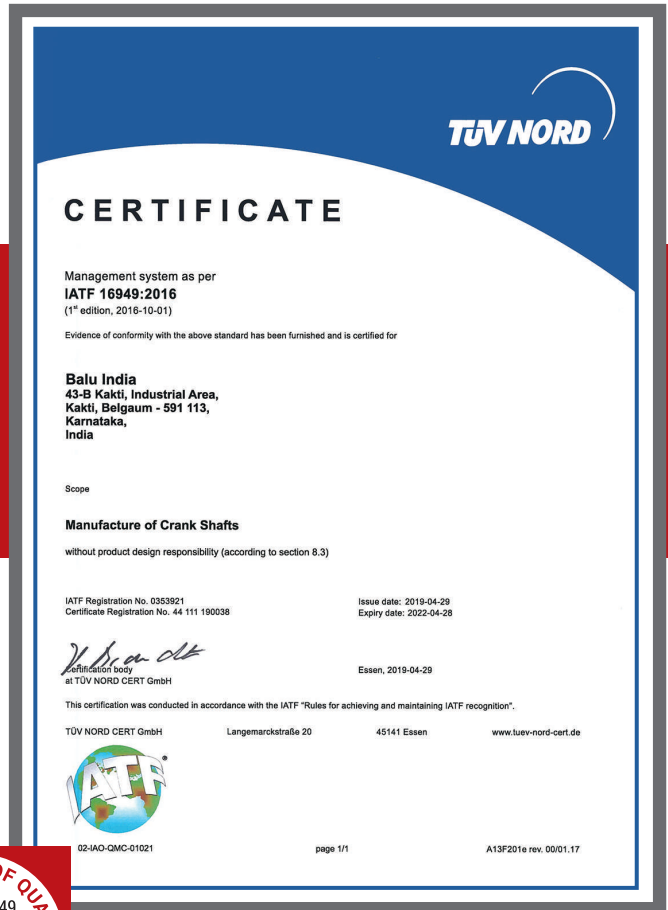 TÜV NORD
CERTIFICATE
Management system as per
IATF 16949:2016
(1st edition, 2016-10-01)
Evidence of conformity with the above standard has been furnished and is certified for
Balu India
43-B Kakti, Industrial Area,
Kakti, Belgaum - 591 113,
Karnataka,
India
Scope
Manufacture of Crank Shafts
without product design responsibility (according to section 8.3)
IATF Registration No. 0353921
Certificate Registration No. 44 111 190038
Issue date: 2019-04-29
Expiry date: 2022-04-28
Certification body
at TÜV NORD CERT GmbH
Essen, 2019-04-29
This certification was conducted in accordance with the IATF "Rules for achieving and maintaining IATF recognition".
TÜV NORD CERT GmbH Langemarckstraße 20 45141 Essen www.tuev-nord-cert.de
IATF®
02-IAO-QMC-01021 page 1/1 A13F201e rev. 00/01.17
OF
49